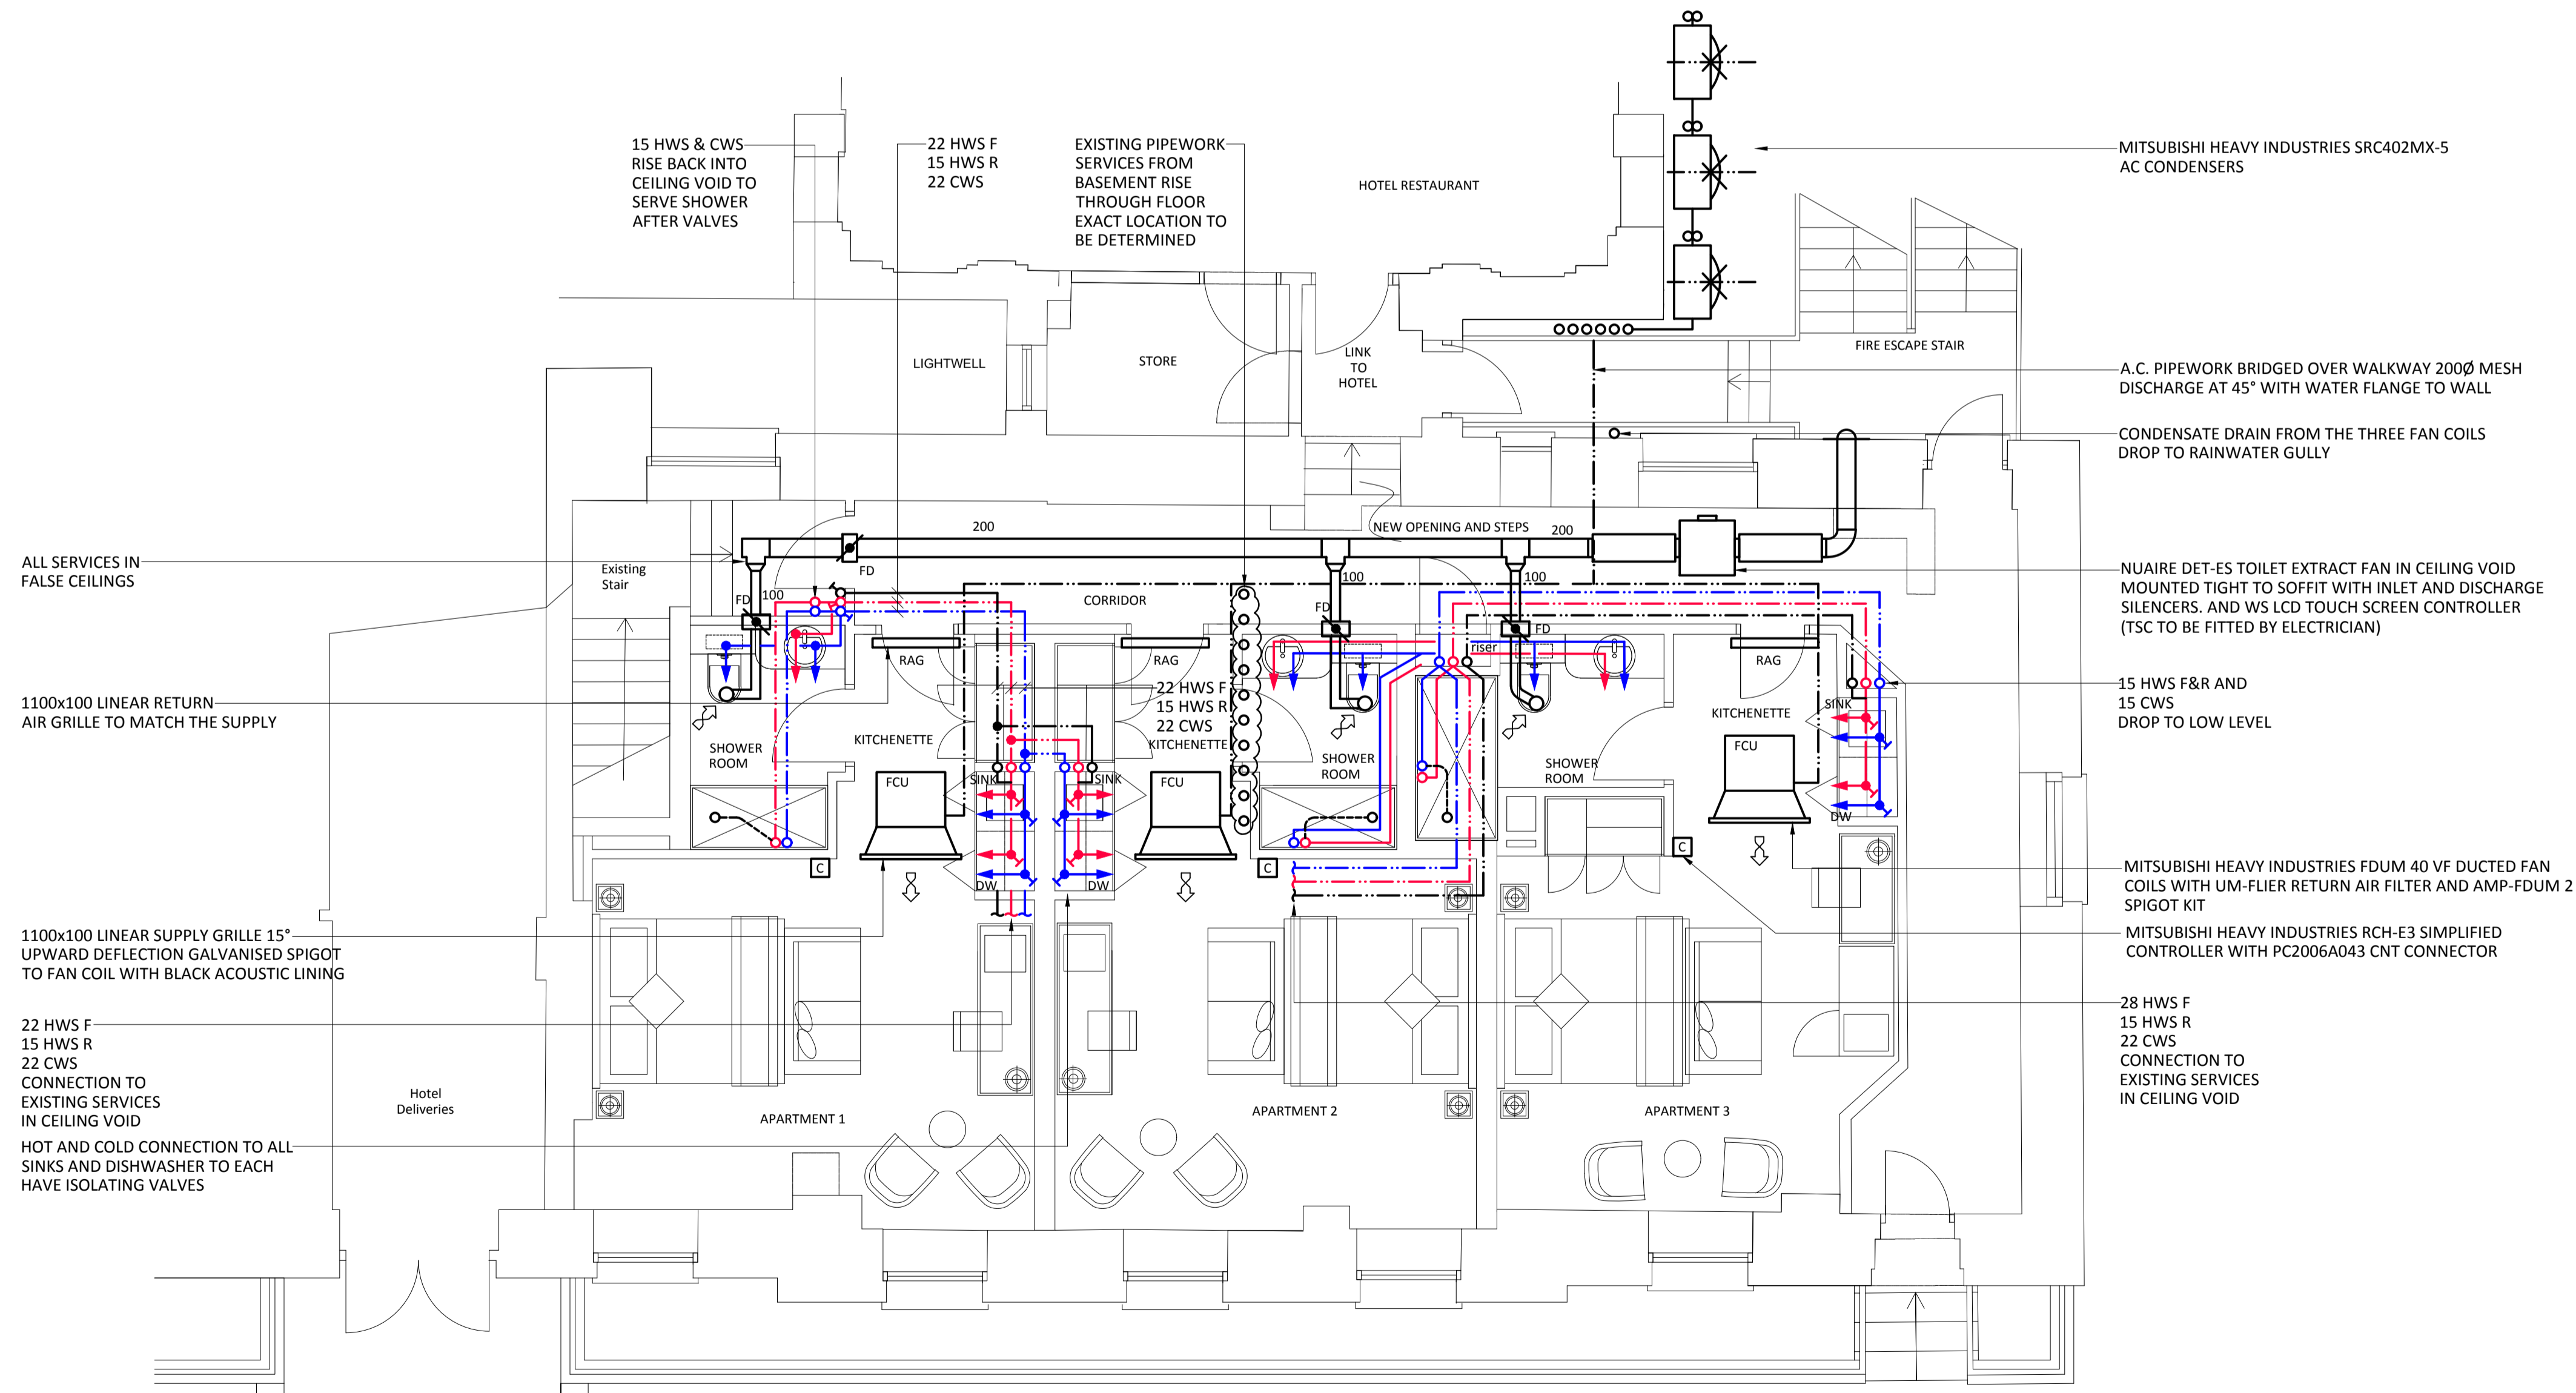 15 HWS & CWS
RISE BACK INTO
CEILING VOID TO
SERVE SHOWER
AFTER VALVES
22 HWS F
15 HWS R
22 CWS
EXISTING PIPEWORK
SERVICES FROM
BASEMENT RISE
THROUGH FLOOR
EXACT LOCATION TO
BE DETERMINED
HOTEL RESTAURANT
MITSUBISHI HEAVY INDUSTRIES SRC402MX-5
AC CONDENSERS
LIGHTWELL
STORE
LINK
TO
HOTEL
FIRE ESCAPE STAIR
A.C. PIPEWORK BRIDGED OVER WALKWAY 200Ø MESH
DISCHARGE AT 45° WITH WATER FLANGE TO WALL
CONDENSATE DRAIN FROM THE THREE FAN COILS
DROP TO RAINWATER GULLY
200
NEW OPENING AND STEPS
200
ALL SERVICES IN
FALSE CEILINGS
Existing
Stair
FD
FD
100
CORRIDOR
100
100
FD
FD
NUAIRE DET-ES TOILET EXTRACT FAN IN CEILING VOID
MOUNTED TIGHT TO SOFFIT WITH INLET AND DISCHARGE
SILENCERS. AND WS LCD TOUCH SCREEN CONTROLLER
(TSC TO BE FITTED BY ELECTRICIAN)
RAG
RAG
riser
RAG
1100x100 LINEAR RETURN
AIR GRILLE TO MATCH THE SUPPLY
22 HWS F
15 HWS R
22 CWS
15 HWS F&R AND
15 CWS
DROP TO LOW LEVEL
SHOWER
ROOM
KITCHENETTE
KITCHENETTE
SHOWER
ROOM
SHOWER
ROOM
KITCHENETTE
SINK
FCU
SINK
SINK
FCU
FCU
DW
C
DW
DW
C
C
MITSUBISHI HEAVY INDUSTRIES FDUM 40 VF DUCTED FAN
COILS WITH UM-FLIER RETURN AIR FILTER AND AMP-FDUM 2
SPIGOT KIT
1100x100 LINEAR SUPPLY GRILLE 15°
UPWARD DEFLECTION GALVANISED SPIGOT
TO FAN COIL WITH BLACK ACOUSTIC LINING
MITSUBISHI HEAVY INDUSTRIES RCH-E3 SIMPLIFIED
CONTROLLER WITH PC2006A043 CNT CONNECTOR
22 HWS F
15 HWS R
22 CWS
CONNECTION TO
EXISTING SERVICES
IN CEILING VOID
28 HWS F
15 HWS R
22 CWS
CONNECTION TO
EXISTING SERVICES
IN CEILING VOID
Hotel
Deliveries
APARTMENT 1
APARTMENT 2
APARTMENT 3
HOT AND COLD CONNECTION TO ALL
SINKS AND DISHWASHER TO EACH
HAVE ISOLATING VALVES